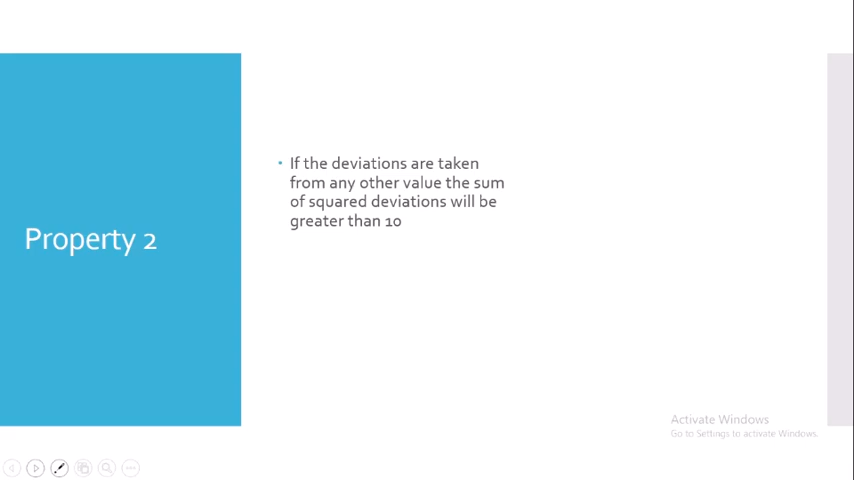 Property 2
If the deviations are taken
from any other value the sum
of squared deviations will be
greater than 10
Activate Windows
Go to Settings to activate Windows.